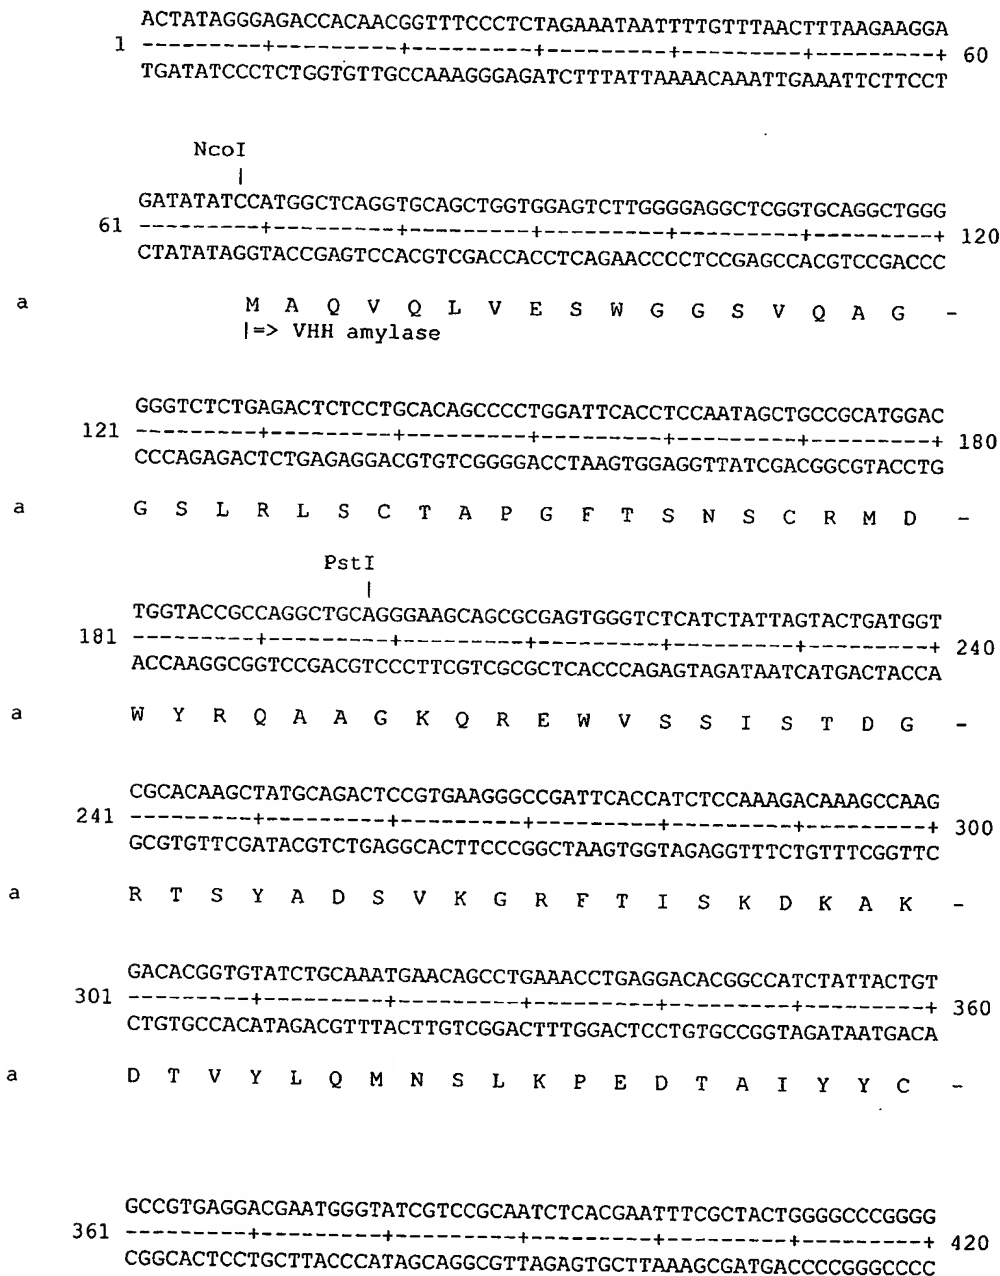 ACTATAGGGAGACCACAACGGTTTCCCTCTAGAAATAATTTTGTTTAACTTTAAGAAGGA
1 ---------+---------+---------+---------+---------+---------+ 60
TGATATCCCTCTGGTGTTGCCAAAGGGAGATCTTTATTAAAACAAATTGAAATTCTTCCT
NcoI
|
GATATATCCATGGCTCAGGTGCAGCTGGTGGAGTCTTGGGGAGGCTCGGTGCAGGCTGGG
61 ---------+---------+---------+---------+---------+---------+ 120
CTATATAGGTACCGAGTCCACGTCGACCACCTCAGAACCCCTCCGAGCCACGTCCGACCC
a M A Q V Q L V E S W G G S V Q A G -
|=> VHH amylase
GGGTCTCTGAGACTCTCCTGCACAGCCCCTGGATTCACCTCCAATAGCTGCCGCATGGAC
121 ---------+---------+---------+---------+---------+---------+ 180
CCCAGAGACTCTGAGAGGACGTGTCGGGGACCTAAGTGGAGGTTATCGACGGCGTACCTG
a G S L R L S C T A P G F T S N S C R M D -
PstI
|
TGGTACCGCCAGGCTGCAGGGAAGCAGCGCGAGTGGGTCTCATCTATTAGTACTGATGGT
181 ---------+---------+---------+---------+---------+---------+ 240
ACCAAGGCGGTCCGACGTCCCTTCGTCGCGCTCACCCAGAGTAGATAATCATGACTACCA
a W Y R Q A A G K Q R E W V S S I S T D G -
CGCACAAGCTATGCAGACTCCGTGAAGGGCCGATTCACCATCTCCAAAGACAAAGCCAAG
241 ---------+---------+---------+---------+---------+---------+ 300
GCGTGTTCGATACGTCTGAGGCACTTCCCGGCTAAGTGGTAGAGGTTTCTGTTTCGGTTC
a R T S Y A D S V K G R F T I S K D K A K -
GACACGGTGTATCTGCAAATGAACAGCCTGAAACCTGAGGACACGGCCATCTATTACTGT
301 ---------+---------+---------+---------+---------+---------+ 360
CTGTGCCACATAGACGTTTACTTGTCGGACTTTGGACTCCTGTGCCGGTAGATAATGACA
a D T V Y L Q M N S L K P E D T A I Y Y C -
GCCGTGAGGACGAATGGGTATCGTCCGCAATCTCACGAATTTCGCTACTGGGGCCCGGGG
361 ---------+---------+---------+---------+---------+---------+ 420
CGGCACTCCTGCTTACCCATAGCAGGCGTTAGAGTGCTTAAAGCGATGACCCCGGGCCCC